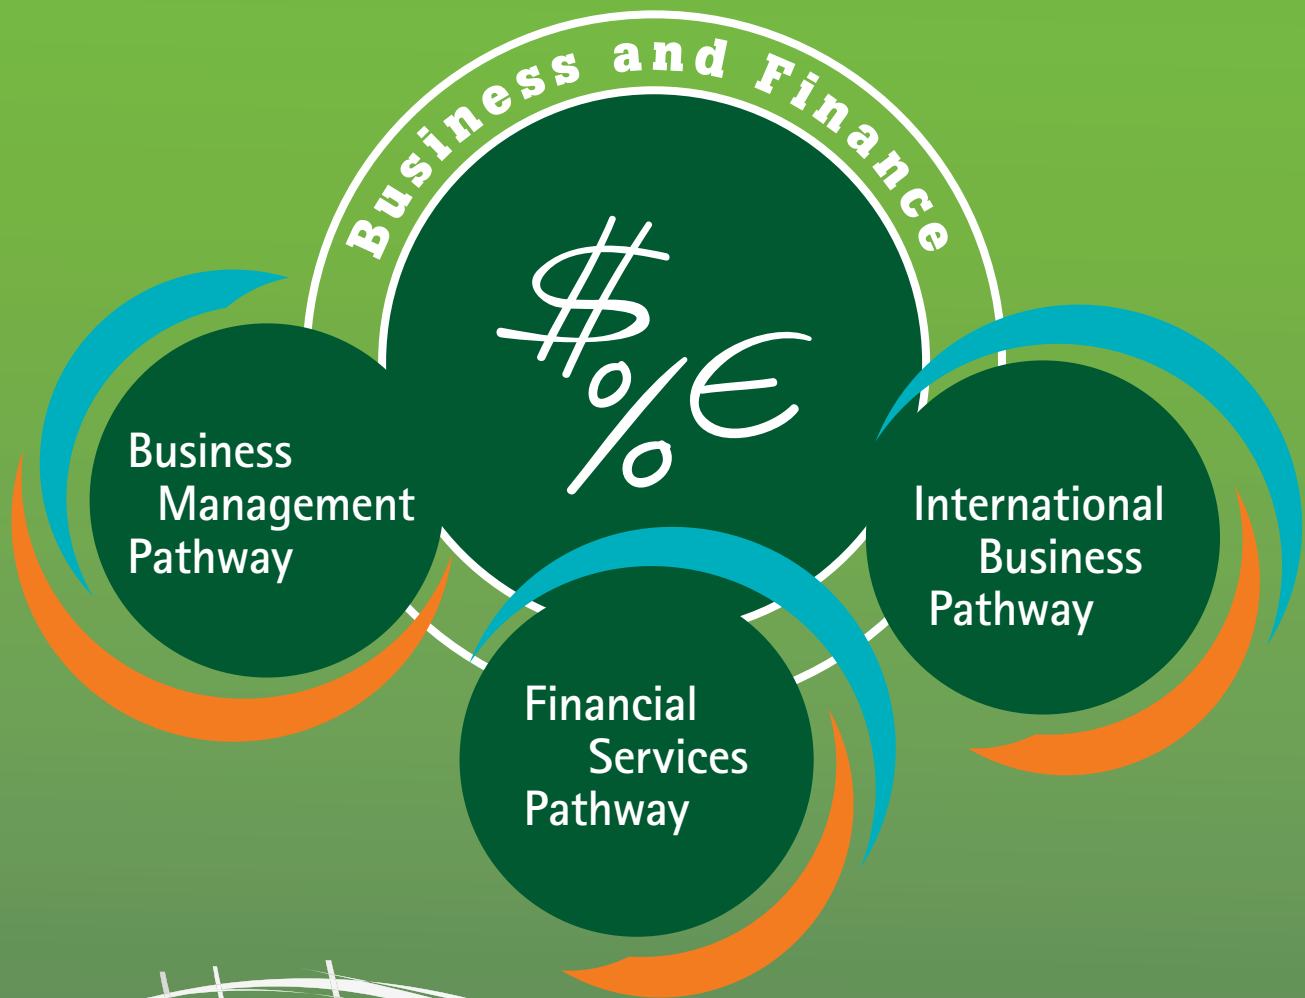 Business and Finance
$
% €
Business
Management
Pathway
International
Business
Pathway
Financial
Services
Pathway